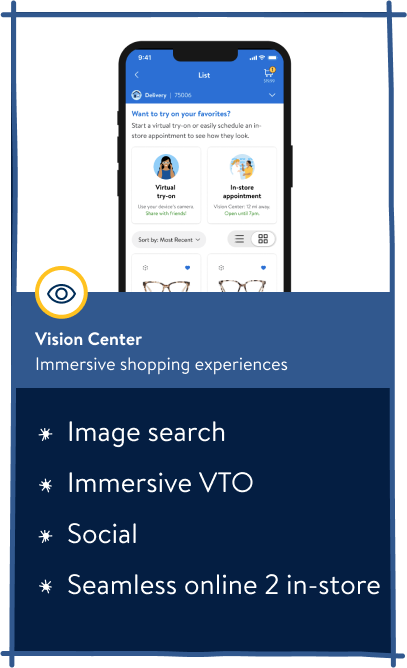 9:41
List
Delivery | 75006
Want to try on your favorites?
Start a virtual try-on or easily schedule an in-
store appointment to see how they look.
Virtual
try-on
Use your device's camera.
Share with friends!
In-store
appointment
Vision Center: 12 mi away.
Open until 7pm.
Sort by: Most Recent
Vision Center
Immersive shopping experiences
Image search
Immersive VTO
Social
Seamless online 2 in-store